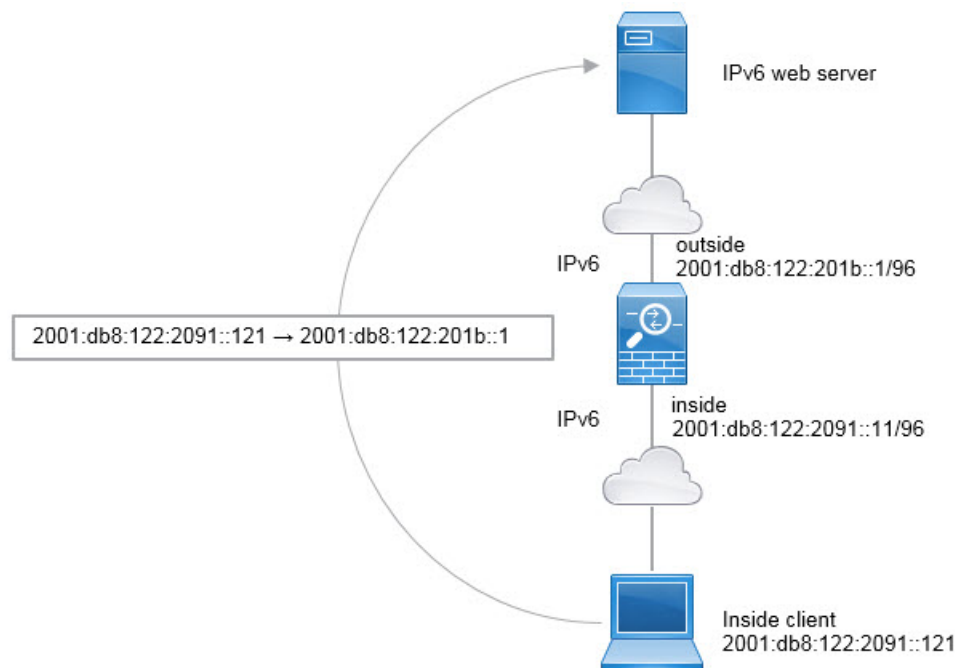 IPv6 web server
outside
IPv6
2001:db8:122:201b::1/96
2001:db8:122:2091::121 → 2001:db8:122:201b::1
inside
IPv6
2001:db8:122:2091::11/96
Inside client
2001:db8:122:2091::121